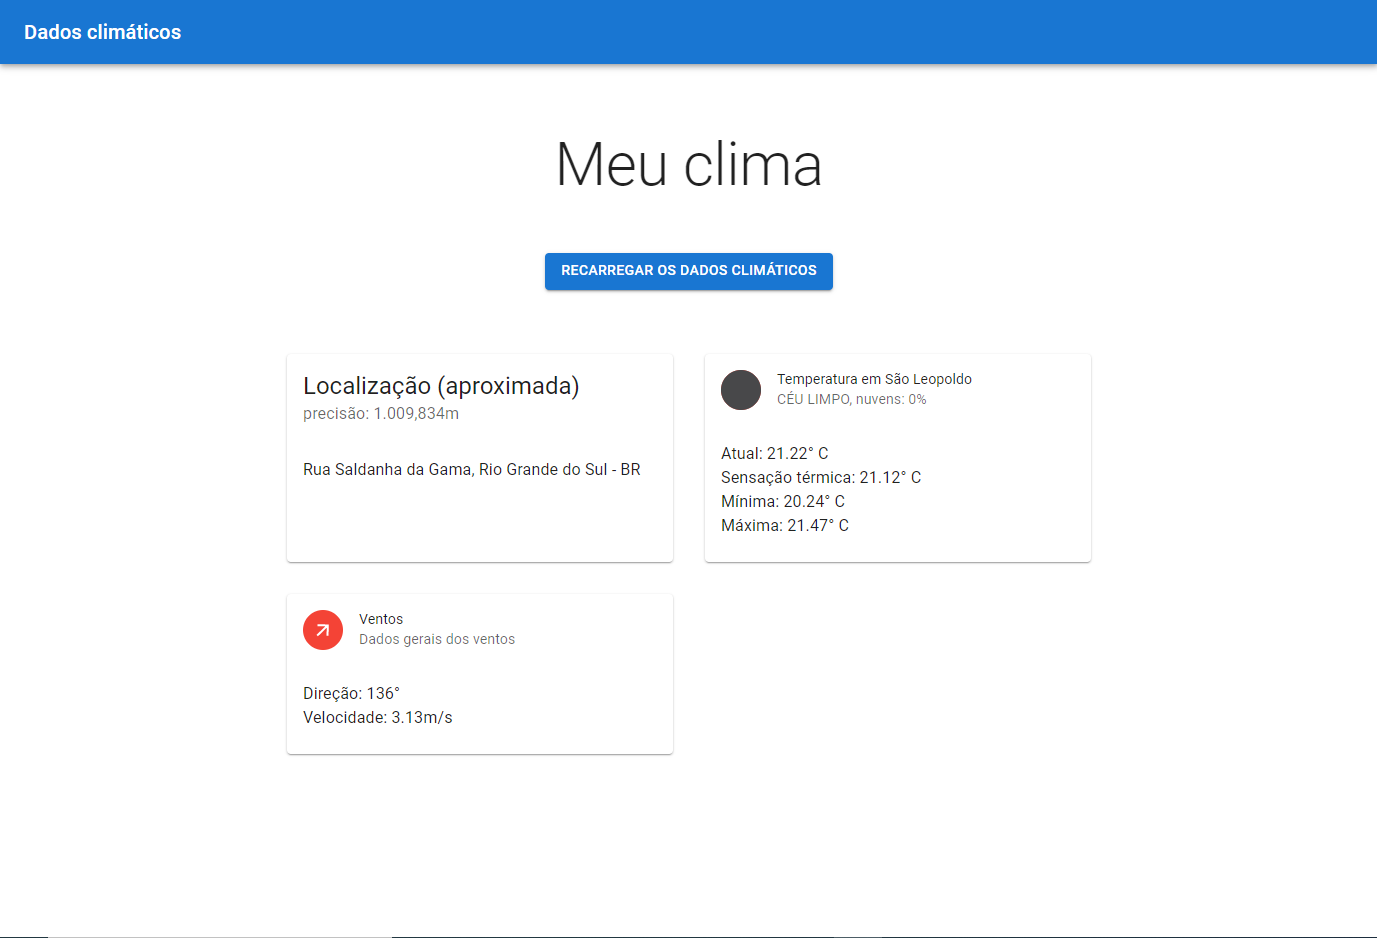 Dados climáticos
Meu clima
RECARREGAR OS DADOS CLIMÁTICOS
Localização (aproximada)
precisão: 1.009,834m
Rua Saldanha da Gama, Rio Grande do Sul - BR
Temperatura em São Leopoldo
CÉU LIMPO, nuvens: 0%
Atual: 21.22° C
Sensação térmica: 21.12° C
Mínima: 20.24° C
Máxima: 21.47° C
Ventos
Dados gerais dos ventos
Direção: 136°
Velocidade: 3.13m/s